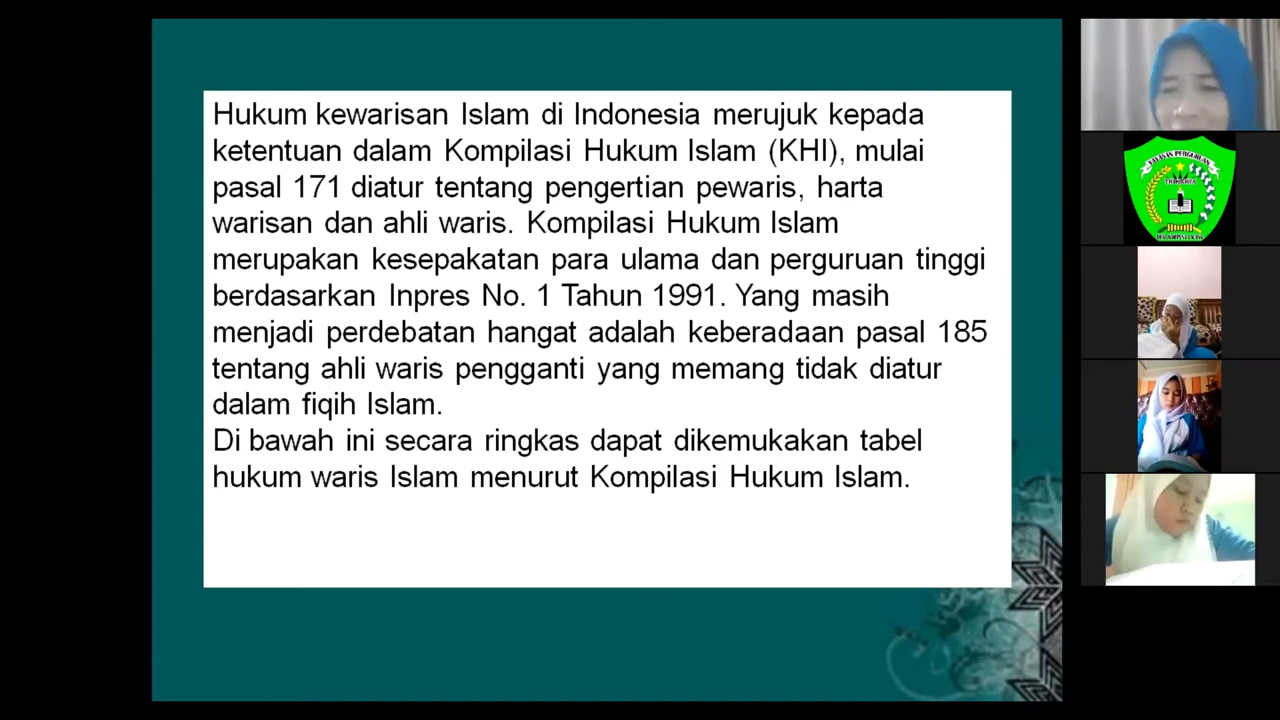 Hukum kewarisan Islam di Indonesia merujuk kepada
ketentuan dalam Kompilasi Hukum Islam (KHI), mulai
pasal 171 diatur tentang pengertian pewaris, harta
warisan dan ahli waris. Kompilasi Hukum Islam
merupakan kesepakatan para ulama dan perguruan tinggi
berdasarkan Inpres No. 1 Tahun 1991. Yang masih
menjadi perdebatan hangat adalah keberadaan pasal 185
tentang ahli waris pengganti yang memang tidak diatur
dalam fiqih Islam.
Di bawah ini secara ringkas dapat dikemukakan tabel
hukum waris Islam menurut Kompilasi Hukum Islam.
YAYASAN PERGURUAN